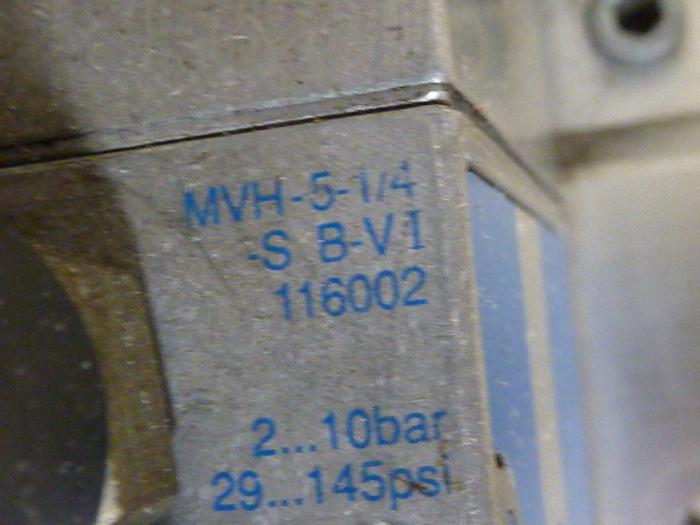 MVH-5-1/4
-S B-VI
116002
2...10bar
29...145psi